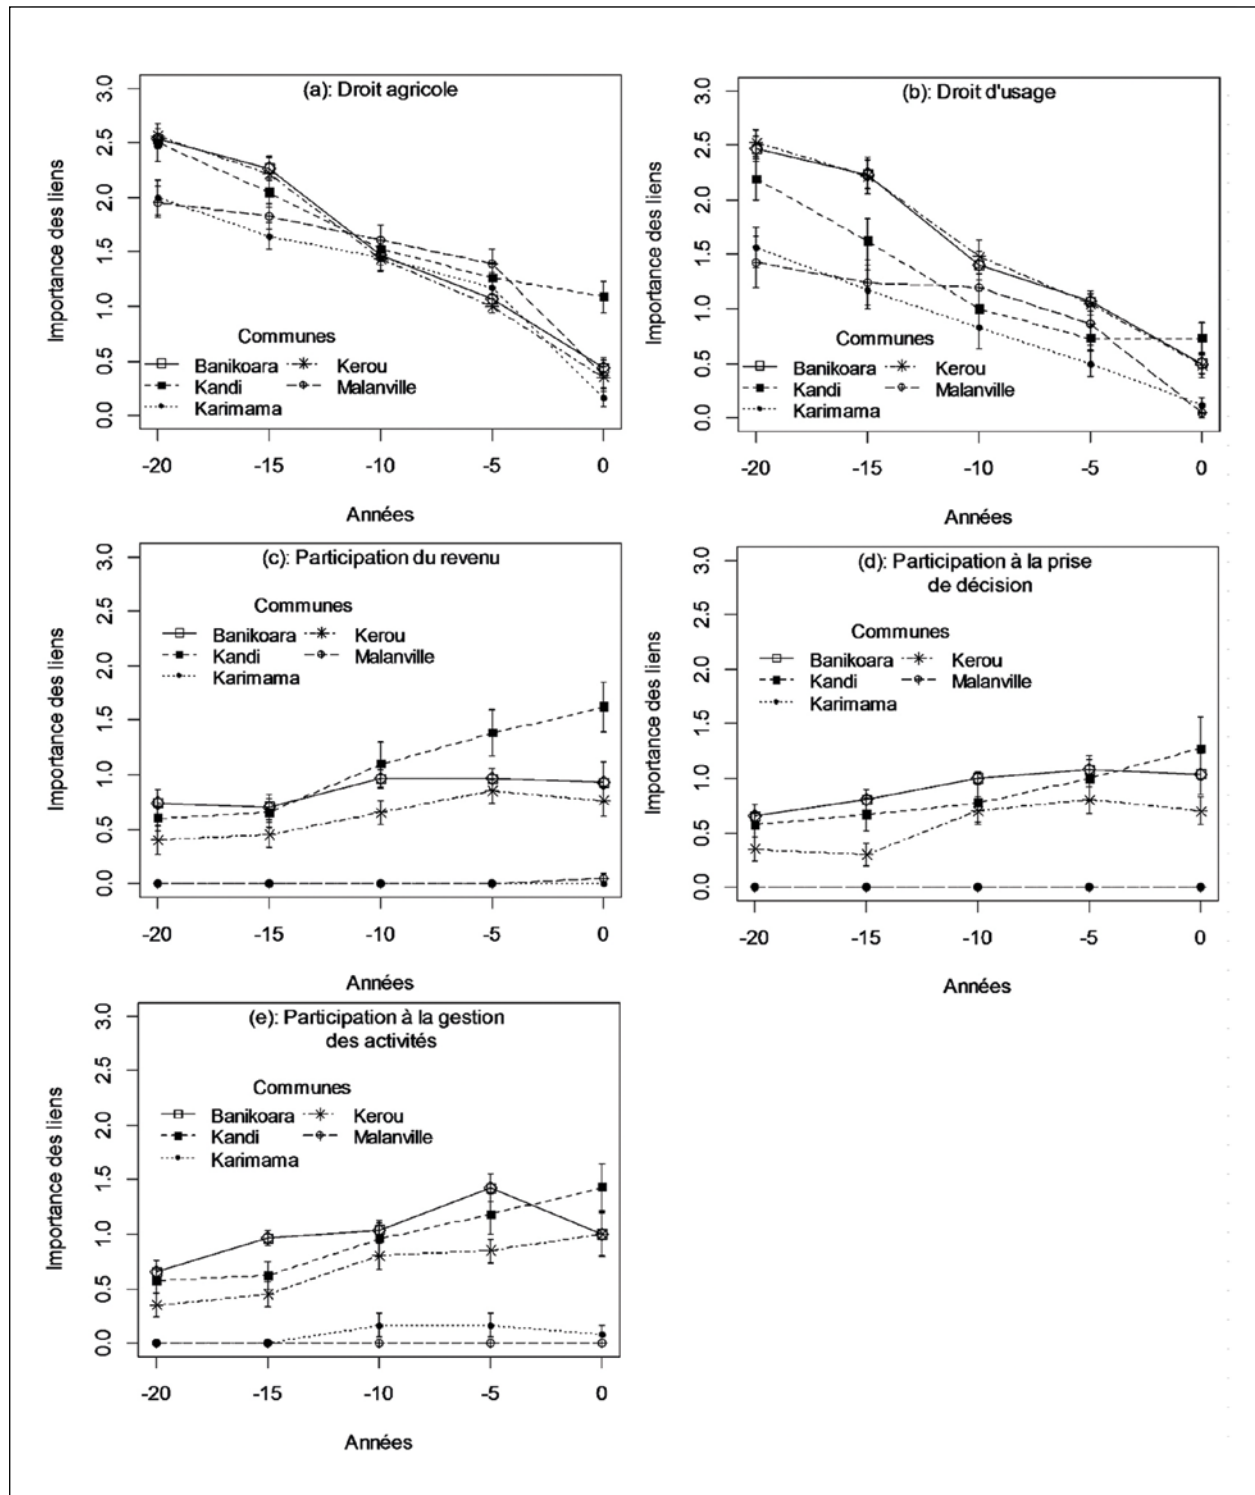 (a): Droit agricole
Importance des liens
3.0
2.5
2.0
1.5
1.0
0.5
0.0
Communes
Banikoara Kerou
Kandi Malanville
Karimama
-20 -15 -10 -5 0
Années
(b): Droit d'usage
Importance des liens
3.0
2.5
2.0
1.5
1.0
0.5
0.0
Communes
Banikoara Kerou
Kandi Malanville
Karimama
-20 -15 -10 -5 0
Années
(c): Participation du revenu
Importance des liens
3.0
2.5
2.0
1.5
1.0
0.5
0.0
Communes
Banikoara Kerou
Kandi Malanville
Karimama
-20 -15 -10 -5 0
Années
(d): Participation à la prise
de décision
Importance des liens
3.0
2.5
2.0
1.5
1.0
0.5
0.0
Communes
Banikoara Kerou
Kandi Malanville
Karimama
-20 -15 -10 -5 0
Années
(e): Participation à la gestion
des activités
Importance des liens
3.0
2.5
2.0
1.5
1.0
0.5
0.0
Communes
Banikoara Kerou
Kandi Malanville
Karimama
-20 -15 -10 -5 0
Années